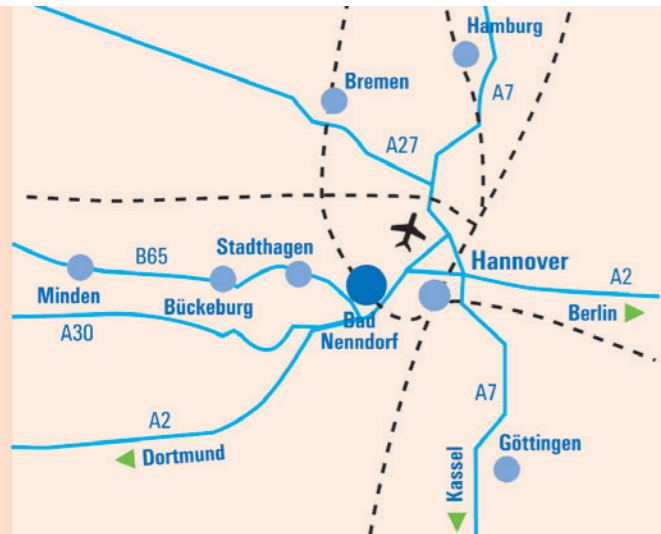 Hamburg
Bremen
A7
A27
Stadthagen
B65
Hannover
A2
Minden
Bückeburg
Bad
Nenndorf
Berlin
A30
A7
A2
Göttingen
Dortmund
Kassel